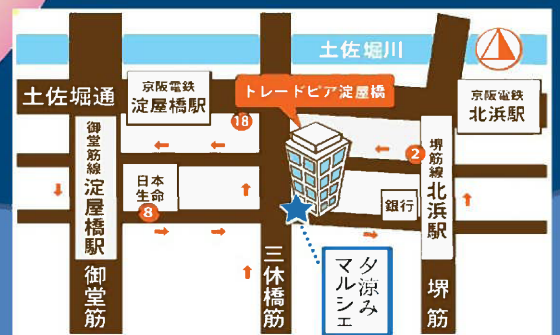 土佐堀川
土佐堀通
京阪電鉄
淀屋橋駅
トレードピア淀屋橋
京阪電鉄
北浜駅
18
2
御堂筋線
淀屋橋駅
日本
生命
8
銀行
堺筋線
北浜駅
御堂筋
三休橋筋
夕涼み
マルシェ
堺筋